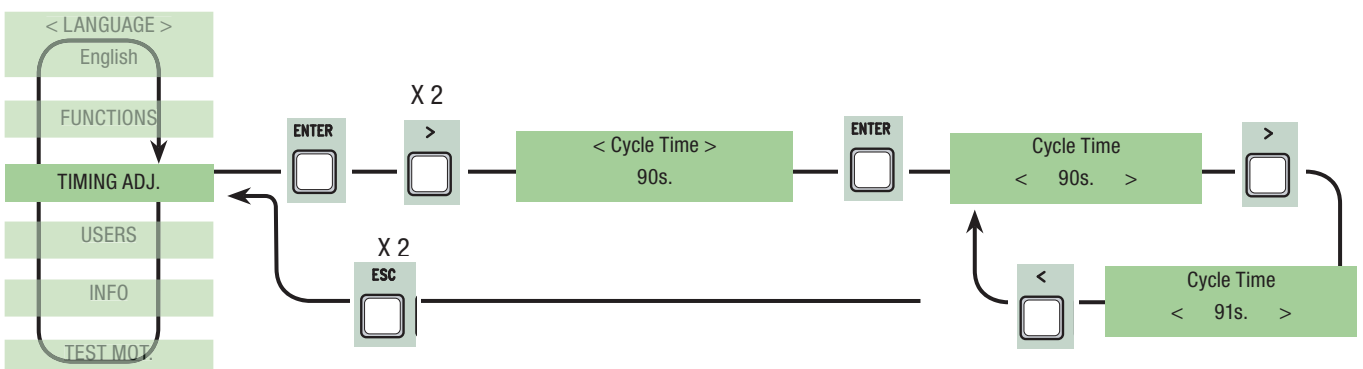 < LANGUAGE >
English
FUNCTIONS
TIMING ADJ.
USERS
INFO
TEST MOT.
ENTER
X 2
>
< Cycle Time >
90s.
ENTER
Cycle Time
< 90s. >
>
X 2
ESC
<
Cycle Time
< 91s. >